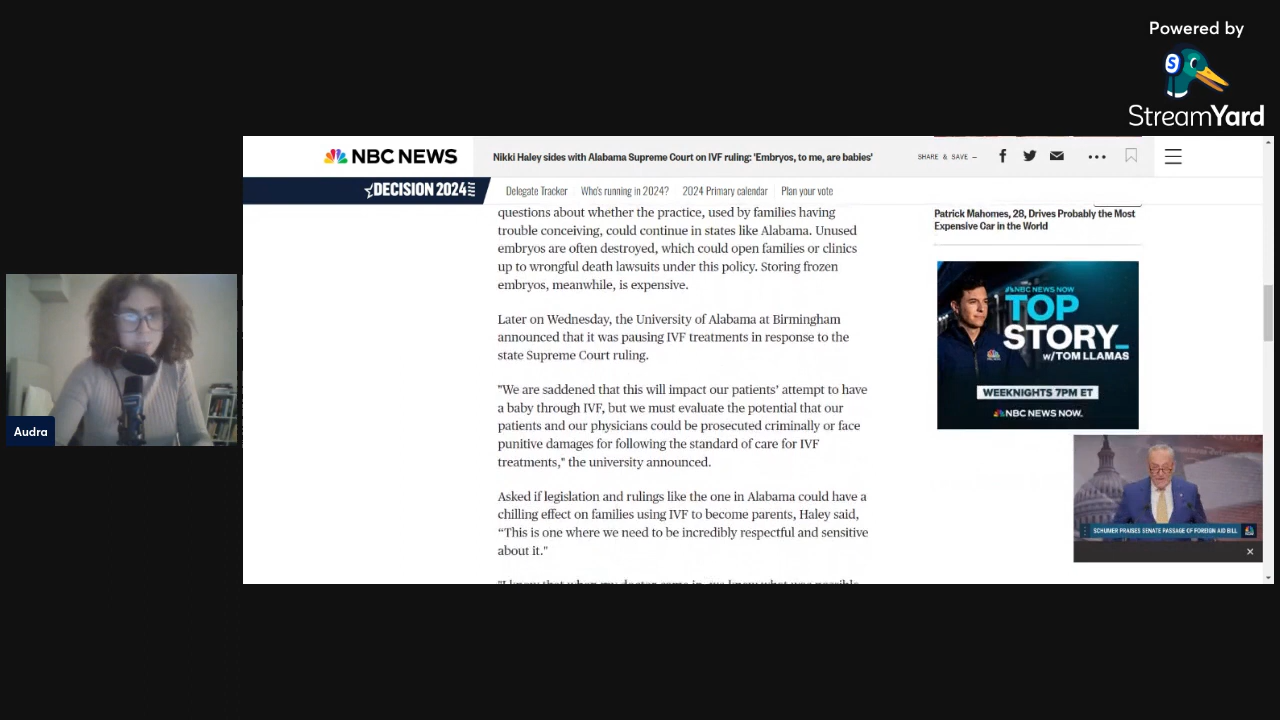 Powered by
StreamYard
NBC NEWS
Nikki Haley sides with Alabama Supreme Court on IVF ruling: 'Embryos, to me, are babies'
SHARE & SAVE —
DECISION 2024
Delegate Tracker
Who's running in 2024?
2024 Primary calendar
Plan your vote
questions about whether the practice, used by families having
trouble conceiving, could continue in states like Alabama. Unused
embryos are often destroyed, which could open families or clinics
up to wrongful death lawsuits under this policy. Storing frozen
embryos, meanwhile, is expensive.
Later on Wednesday, the University of Alabama at Birmingham
announced that it was pausing IVF treatments in response to the
state Supreme Court ruling.
"We are saddened that this will impact our patients' attempt to have
a baby through IVF, but we must evaluate the potential that our
patients and our physicians could be prosecuted criminally or face
punitive damages for following the standard of care for IVF
treatments," the university announced.
Asked if legislation and rulings like the one in Alabama could have a
chilling effect on families using IVF to become parents, Haley said,
“This is one where we need to be incredibly respectful and sensitive
about it."
Patrick Mahomes, 28, Drives Probably the Most
Expensive Car in the World
NBC NEWS NOW
TOP
STORY_
w/TOM LLAMAS
WEEKNIGHTS 7PM ET
NBC NEWS NOW.
SCHUMER PRAISES SENATE PASSAGE OF FOREIGN AID BILL
Audra